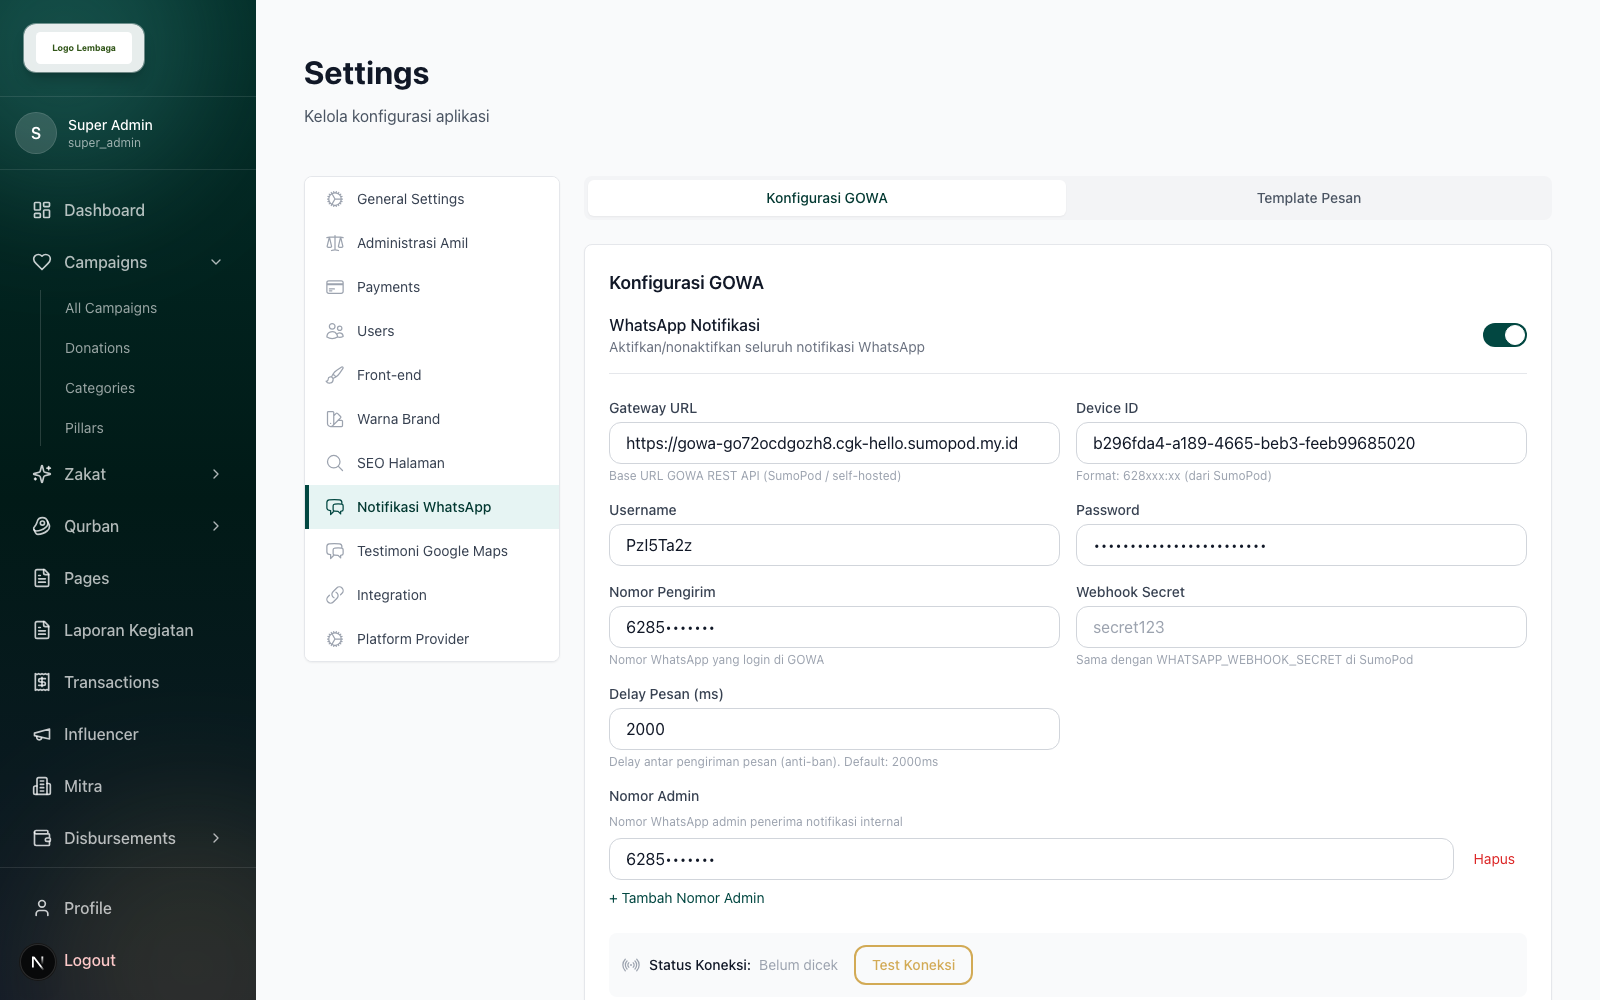 Logo Lembaga
S
Super Admin
super_admin
Dashboard
Campaigns
All Campaigns
Donations
Categories
Pillars
Zakat
Qurban
Pages
Laporan Kegiatan
Transactions
Influencer
Mitra
Disbursements
Profile
N
Logout
Settings
Kelola konfigurasi aplikasi
General Settings
Administrasi Amil
Payments
Users
Front-end
Warna Brand
SEO Halaman
Notifikasi WhatsApp
Testimoni Google Maps
Integration
Platform Provider
Konfigurasi GOWA
Template Pesan
Konfigurasi GOWA
WhatsApp Notifikasi
Aktifkan/nonaktifkan seluruh notifikasi WhatsApp
Gateway URL
https://gowa-go72ocdgozh8.cgk-hello.sumopod.my.id
Base URL GOWA REST API (SumoPod / self-hosted)
Device ID
b296fda4-a189-4665-beb3-feeb99685020
Format: 628xxx:xx (dari SumoPod)
Username
PzI5Ta2z
Password
••••••••••••••••••••••••
Nomor Pengirim
6285•••••••
Nomor WhatsApp yang login di GOWA
Webhook Secret
secret123
Sama dengan WHATSAPP_WEBHOOK_SECRET di SumoPod
Delay Pesan (ms)
2000
Delay antar pengiriman pesan (anti-ban). Default: 2000ms
Nomor Admin
Nomor WhatsApp admin penerima notifikasi internal
6285•••••••
Hapus
+ Tambah Nomor Admin
Status Koneksi: Belum dicek
Test Koneksi